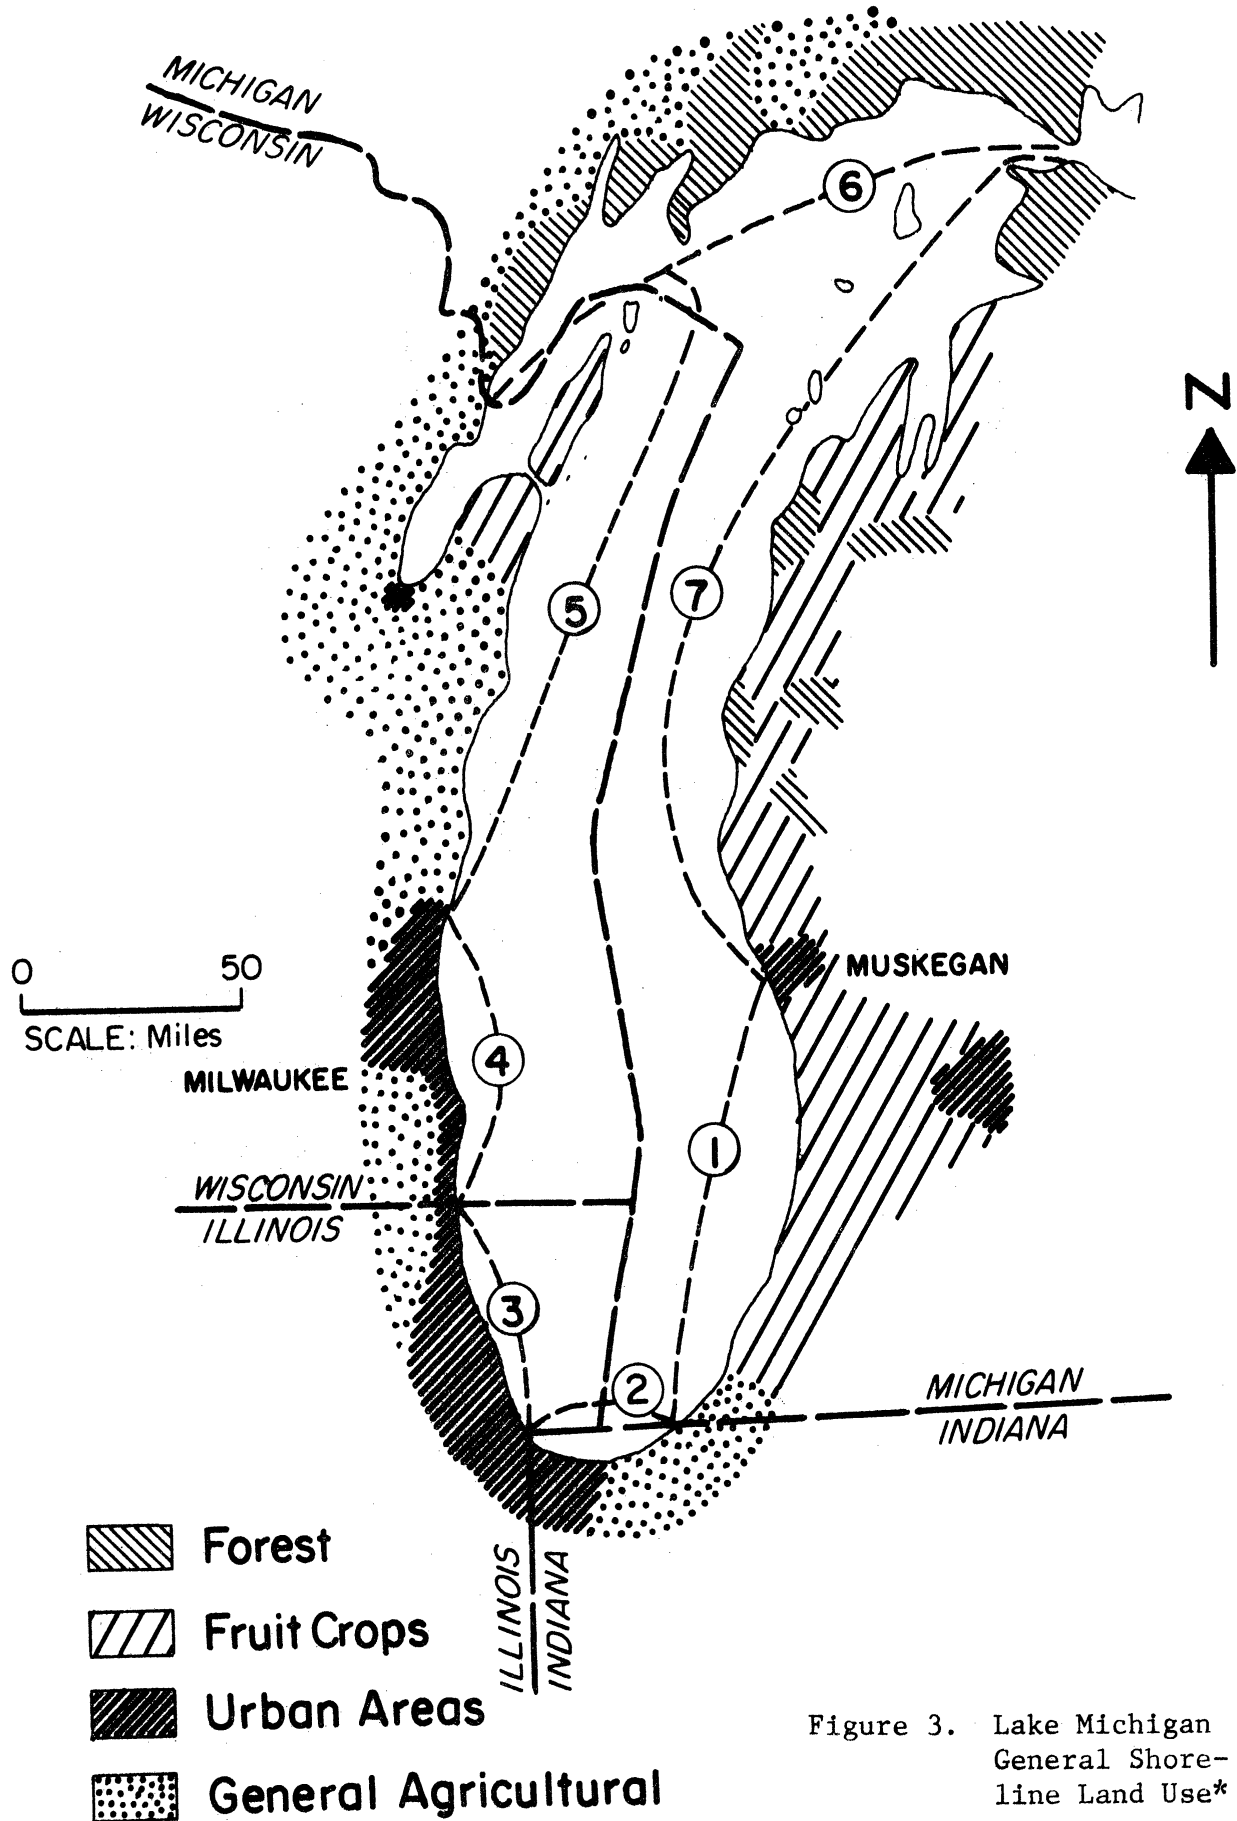 MICHIGAN
WISCONSIN
6
N
5
7
0 50
SCALE: Miles
MUSKEGAN
4
MILWAUKEE
1
WISCONSIN
ILLINOIS
3
2
MICHIGAN
INDIANA
ILLINOIS
INDIANA
Forest
Fruit Crops
Urban Areas
General Agricultural
Figure 3. Lake Michigan
General Shore-
line Land Use*